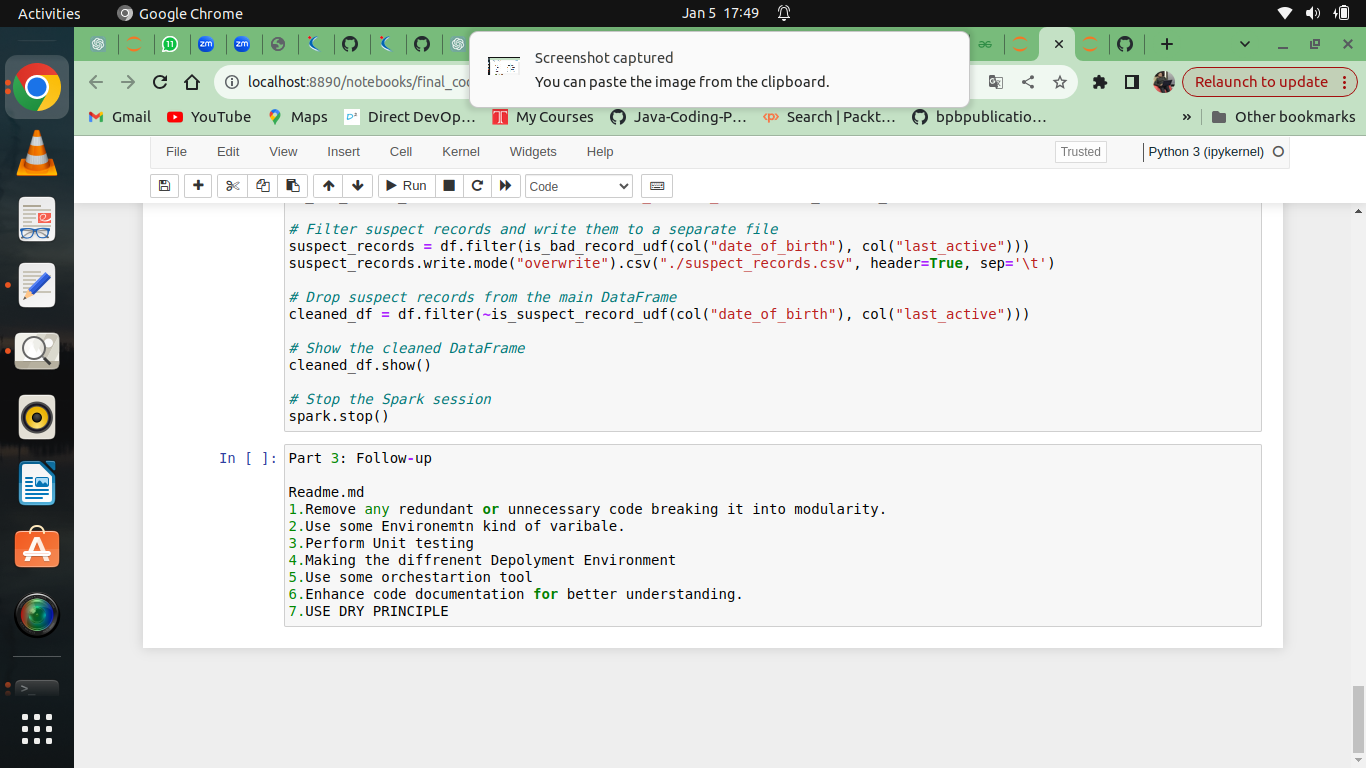 Activities
Google Chrome
Jan 5 17:49
Screenshot captured
You can paste the image from the clipboard.
11
zm
zm
localhost:8890/notebooks/final_co
Relaunch to update
Gmail
YouTube
Maps
Direct DevOp...
My Courses
Java-Coding-P...
Search | Packt...
bpbpublicatio...
»
Other bookmarks
File
Edit
View
Insert
Cell
Kernel
Widgets
Help
Trusted
Python 3 (ipykernel)
Run
Code
# Filter suspect records and write them to a separate file
suspect_records = df.filter(is_bad_record_udf(col("date_of_birth"), col("last_active")))
suspect_records.write.mode("overwrite").csv("./suspect_records.csv", header=True, sep='\t')
# Drop suspect records from the main DataFrame
cleaned_df = df.filter(~is_suspect_record_udf(col("date_of_birth"), col("last_active")))
# Show the cleaned DataFrame
cleaned_df.show()
# Stop the Spark session
spark.stop()
In [ ]:
Part 3: Follow-up
Readme.md
1.Remove any redundant or unnecessary code breaking it into modularity.
2.Use some Environemtn kind of varibale.
3.Perform Unit testing
4.Making the diffrenent Depolyment Environment
5.Use some orchestartion tool
6.Enhance code documentation for better understanding.
7.USE DRY PRINCIPLE